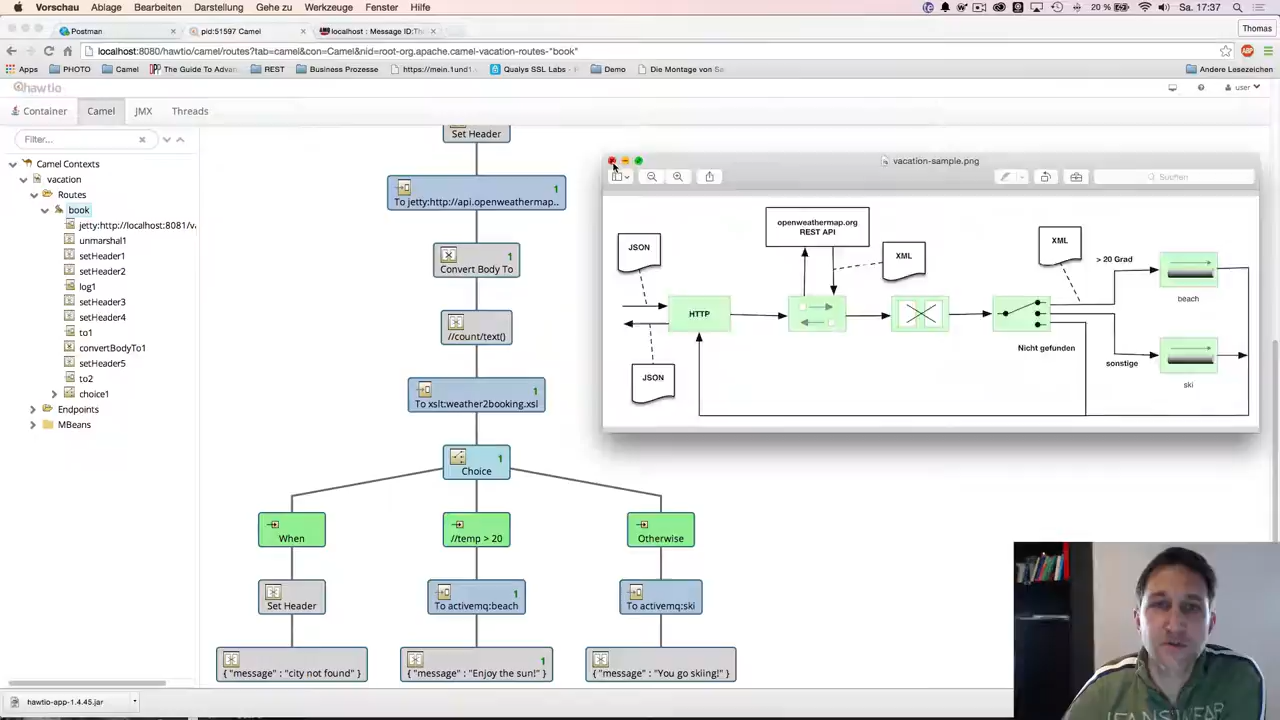 Vorschau Ablage Bearbeiten Darstellung Gehe zu Werkzeuge Fenster Hilfe 20 % Sa. 17:37
Postman
pid:51597 Camel
localhost : Message ID:Th
Thomas
localhost:8080/hawtio/camel/routes?tab=camel&con=Camel&nid=root-org.apache.camel-vacation-routes-"book"
Apps PHOTO Camel The Guide To Advan REST Business Prozesse https://mein.1und1 Qualys SSL Labs - Demo Die Montage von Se Andere Lesezeichen
hawtio
user
Container Camel JMX Threads
Filter...
Camel Contexts
vacation
Routes
book
jetty:http://localhost:8081/v
unmarshal1
setHeader1
setHeader2
log1
setHeader3
setHeader4
to1
convertBodyTo1
setHeader5
to2
choice1
Endpoints
MBeans
Set Header
1
To jetty:http://api.openweathermap..
1
Convert Body To
1
//count/text()
1
To xslt:weather2booking.xsl
1
Choice
When
//temp > 20
Otherwise
Set Header
1
To activemq:beach
To activemq:ski
{ "message" : "city not found" }
1
{ "message" : "Enjoy the sun!" }
{ "message" : "You go skiing!" }
vacation-sample.png
Suchen
JSON
openweathermap.org
REST API
XML
XML
> 20 Grad
beach
HTTP
Nicht gefunden
sonstige
ski
JSON
hawtio-app-1.4.45.jar
JEANSWEAR